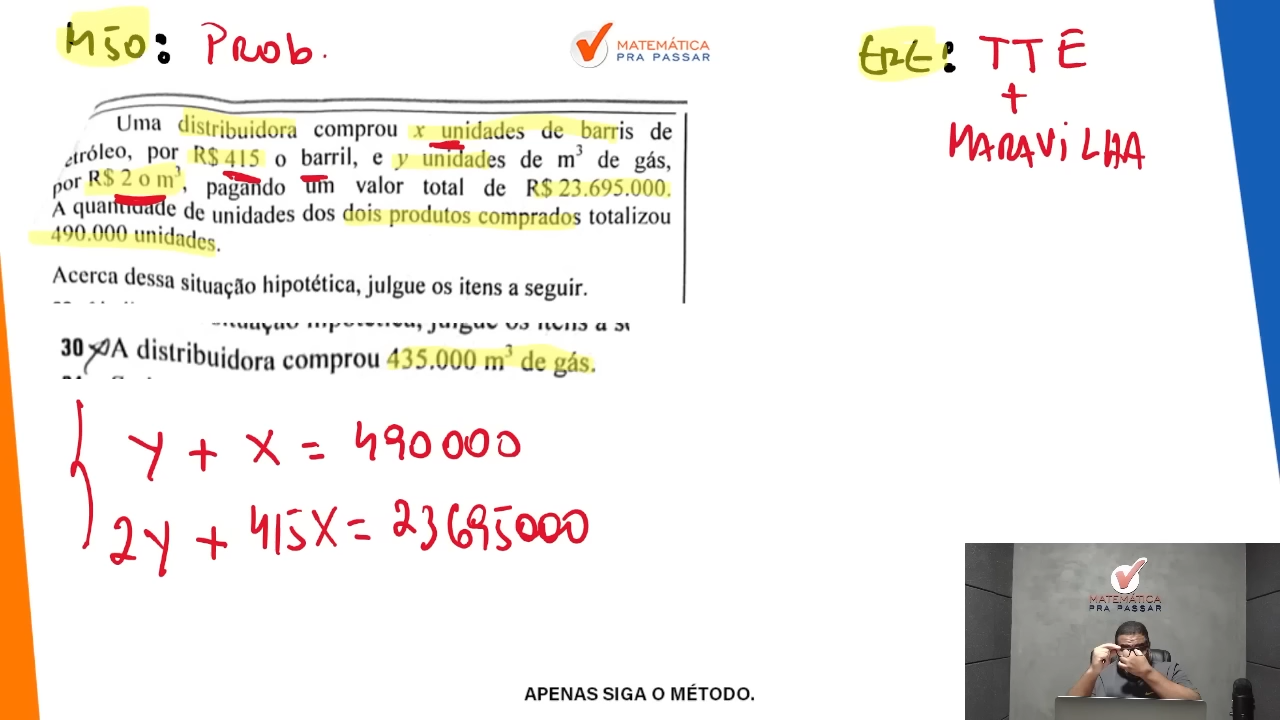 M50: PROB.
MATEMÁTICA
PRA PASSAR
: TTE
+
MARAVILHA
Uma distribuidora comprou x unidades de barris de
etróleo, por R$ 415 o barril, e y unidades de m³ de gás,
por R$ 2 o m³, pagando um valor total de R$ 23.695.000.
A quantidade de unidades dos dois produtos comprados totalizou
490.000 unidades.
Acerca dessa situação hipotética, julgue os itens a seguir.
30 A distribuidora comprou 435.000 m³ de gás.
Y + X = 490000
2Y + 415X = 23695000
MATEMÁTICA
PRA PASSAR
APENAS SIGA O MÉTODO.